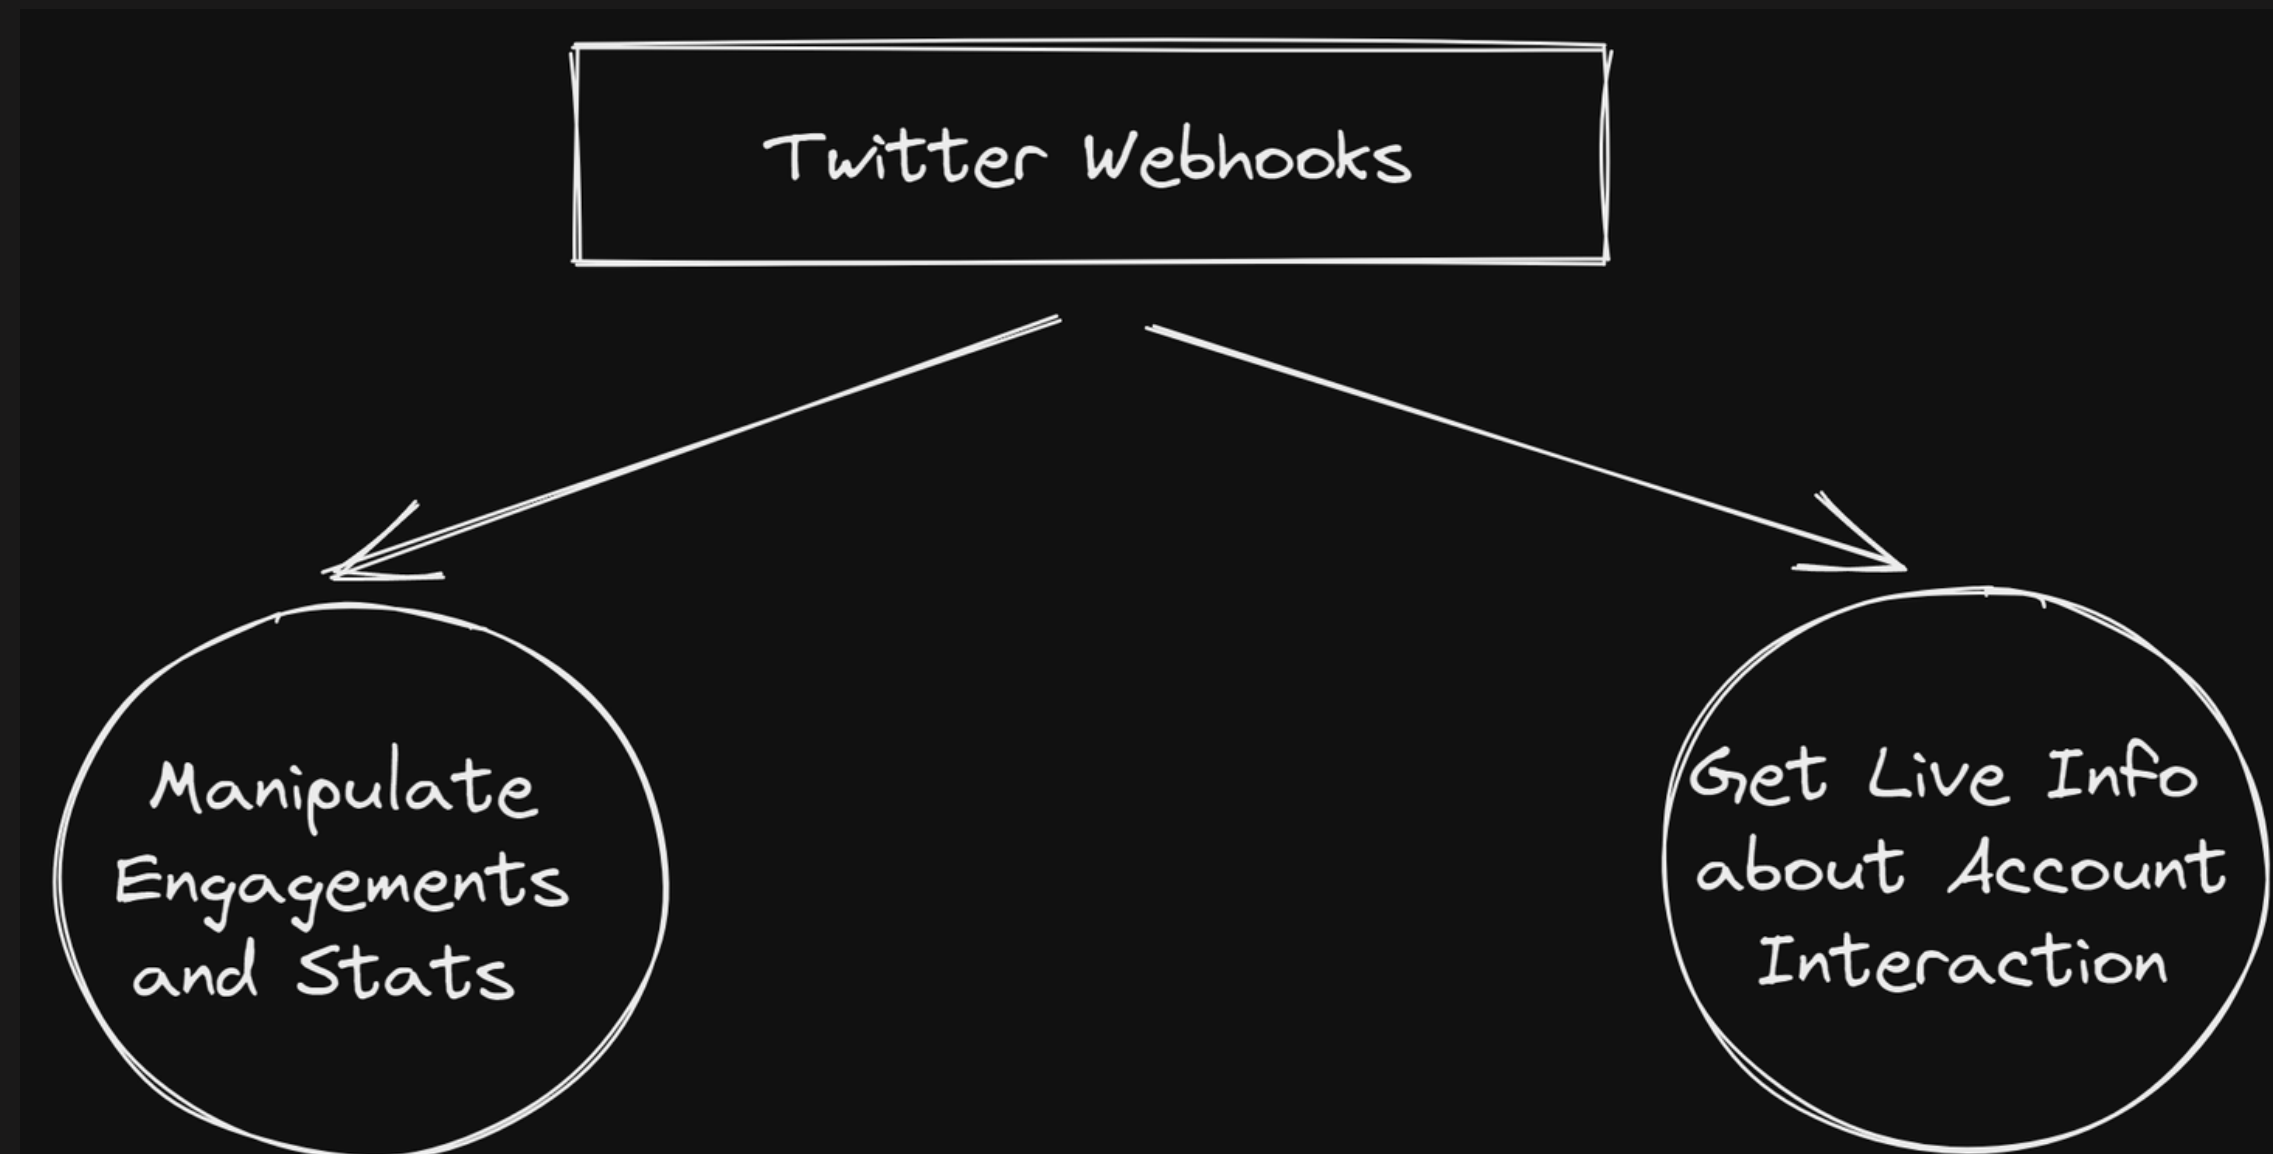 Twitter Webhooks
Manipulate
Engagements
and Stats
Get Live Info
about Account
Interaction